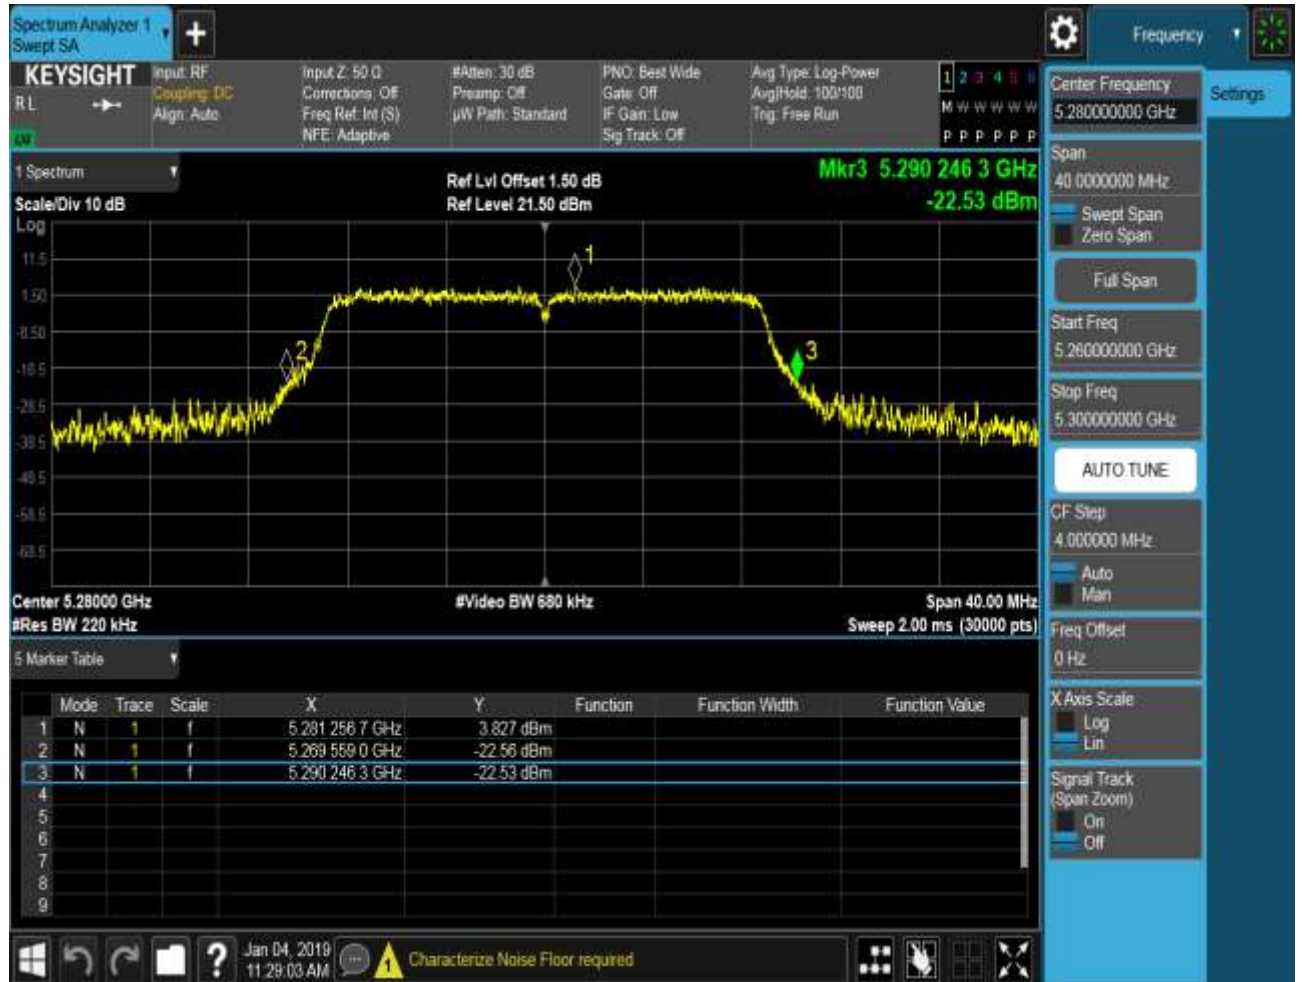 Spectrum Analyzer 1
Swept SA
+
Frequency
KEYSIGHT
Input: RF
Coupling: DC
Align: Auto
Input Z: 50 Ω
Corrections: Off
Freq Ref: Int (S)
NFE: Adaptive
#Atten: 30 dB
Preamp: Off
µW Path: Standard
PNO: Best Wide
Gate: Off
IF Gain: Low
Sig Track: Off
Avg Type: Log-Power
Avg|Hold: 100/100
Trig: Free Run
1 2 3 4 5 6
M W W W W W
P P P P P P
R L
Center Frequency
5.280000000 GHz
Settings
Span
40.0000000 MHz
Swept Span
Zero Span
Full Span
Start Freq
5.260000000 GHz
Stop Freq
5.300000000 GHz
AUTO TUNE
CF Step
4.000000 MHz
Auto
Man
Freq Offset
0 Hz
X Axis Scale
Log
Lin
Signal Track
(Span Zoom)
On
Off
1 Spectrum
Scale/Div 10 dB
Ref Lvl Offset 1.50 dB
Ref Level 21.50 dBm
Mkr3 5.290 246 3 GHz
-22.53 dBm
Log
11.5
1.50
-8.50
-18.5
-28.5
-38.5
-48.5
-58.5
-68.5
1
2
3
Center 5.28000 GHz
#Res BW 220 kHz
#Video BW 680 kHz
Span 40.00 MHz
Sweep 2.00 ms (30000 pts)
5 Marker Table
Mode Trace Scale X Y Function Function Width Function Value
1 N 1 f 5.281 256 7 GHz 3.827 dBm
2 N 1 f 5.269 559 0 GHz -22.56 dBm
3 N 1 f 5.290 246 3 GHz -22.53 dBm
4
5
6
7
8
9
?
Jan 04, 2019
11:29:03 AM
Characterize Noise Floor required